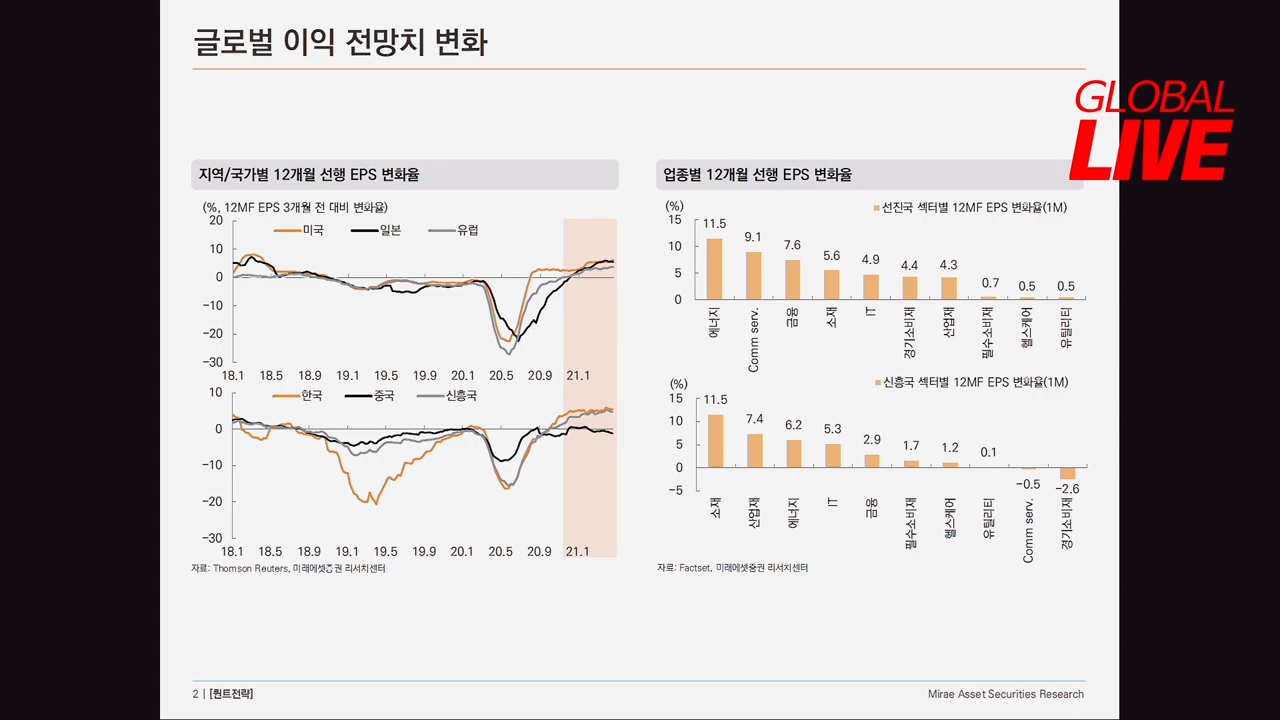 글로벌 이익 전망치 변화
GLOBAL
LIVE
지역/국가별 12개월 선행 EPS 변화율
(%, 12MF EPS 3개월 전 대비 변화율)
미국 일본 유럽
20
10
0
−10
−20
−30
18.1 18.5 18.9 19.1 19.5 19.9 20.1 20.5 20.9 21.1
한국 중국 신흥국
10
0
−10
−20
−30
18.1 18.5 18.9 19.1 19.5 19.9 20.1 20.5 20.9 21.1
자료: Thomson Reuters, 미래에셋증권 리서치센터
업종별 12개월 선행 EPS 변화율
(%)
선진국 섹터별 12MF EPS 변화율(1M)
15
10
5
0
11.5 9.1 7.6 5.6 4.9 4.4 4.3 0.7 0.5 0.5
에너지 Comm serv. 금융 소재 IT 경기소비재 산업재 필수소비재 헬스케어 유틸리티
(%)
신흥국 섹터별 12MF EPS 변화율(1M)
15
10
5
0
−5
11.5 7.4 6.2 5.3 2.9 1.7 1.2 0.1 −0.5 −2.6
소재 산업재 에너지 IT 금융 필수소비재 헬스케어 유틸리티 Comm serv. 경기소비재
자료: Factset, 미래에셋증권 리서치센터
2 | [퀀트전략]
Mirae Asset Securities Research